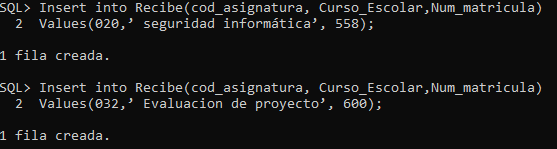 SQL> Insert into Recibe(cod_asignatura, Curso_Escolar,Num_matricula)
2 Values(020,’ seguridad informática’, 558);
1 fila creada.
SQL> Insert into Recibe(cod_asignatura, Curso_Escolar,Num_matricula)
2 Values(032,’ Evaluacion de proyecto’, 600);
1 fila creada.